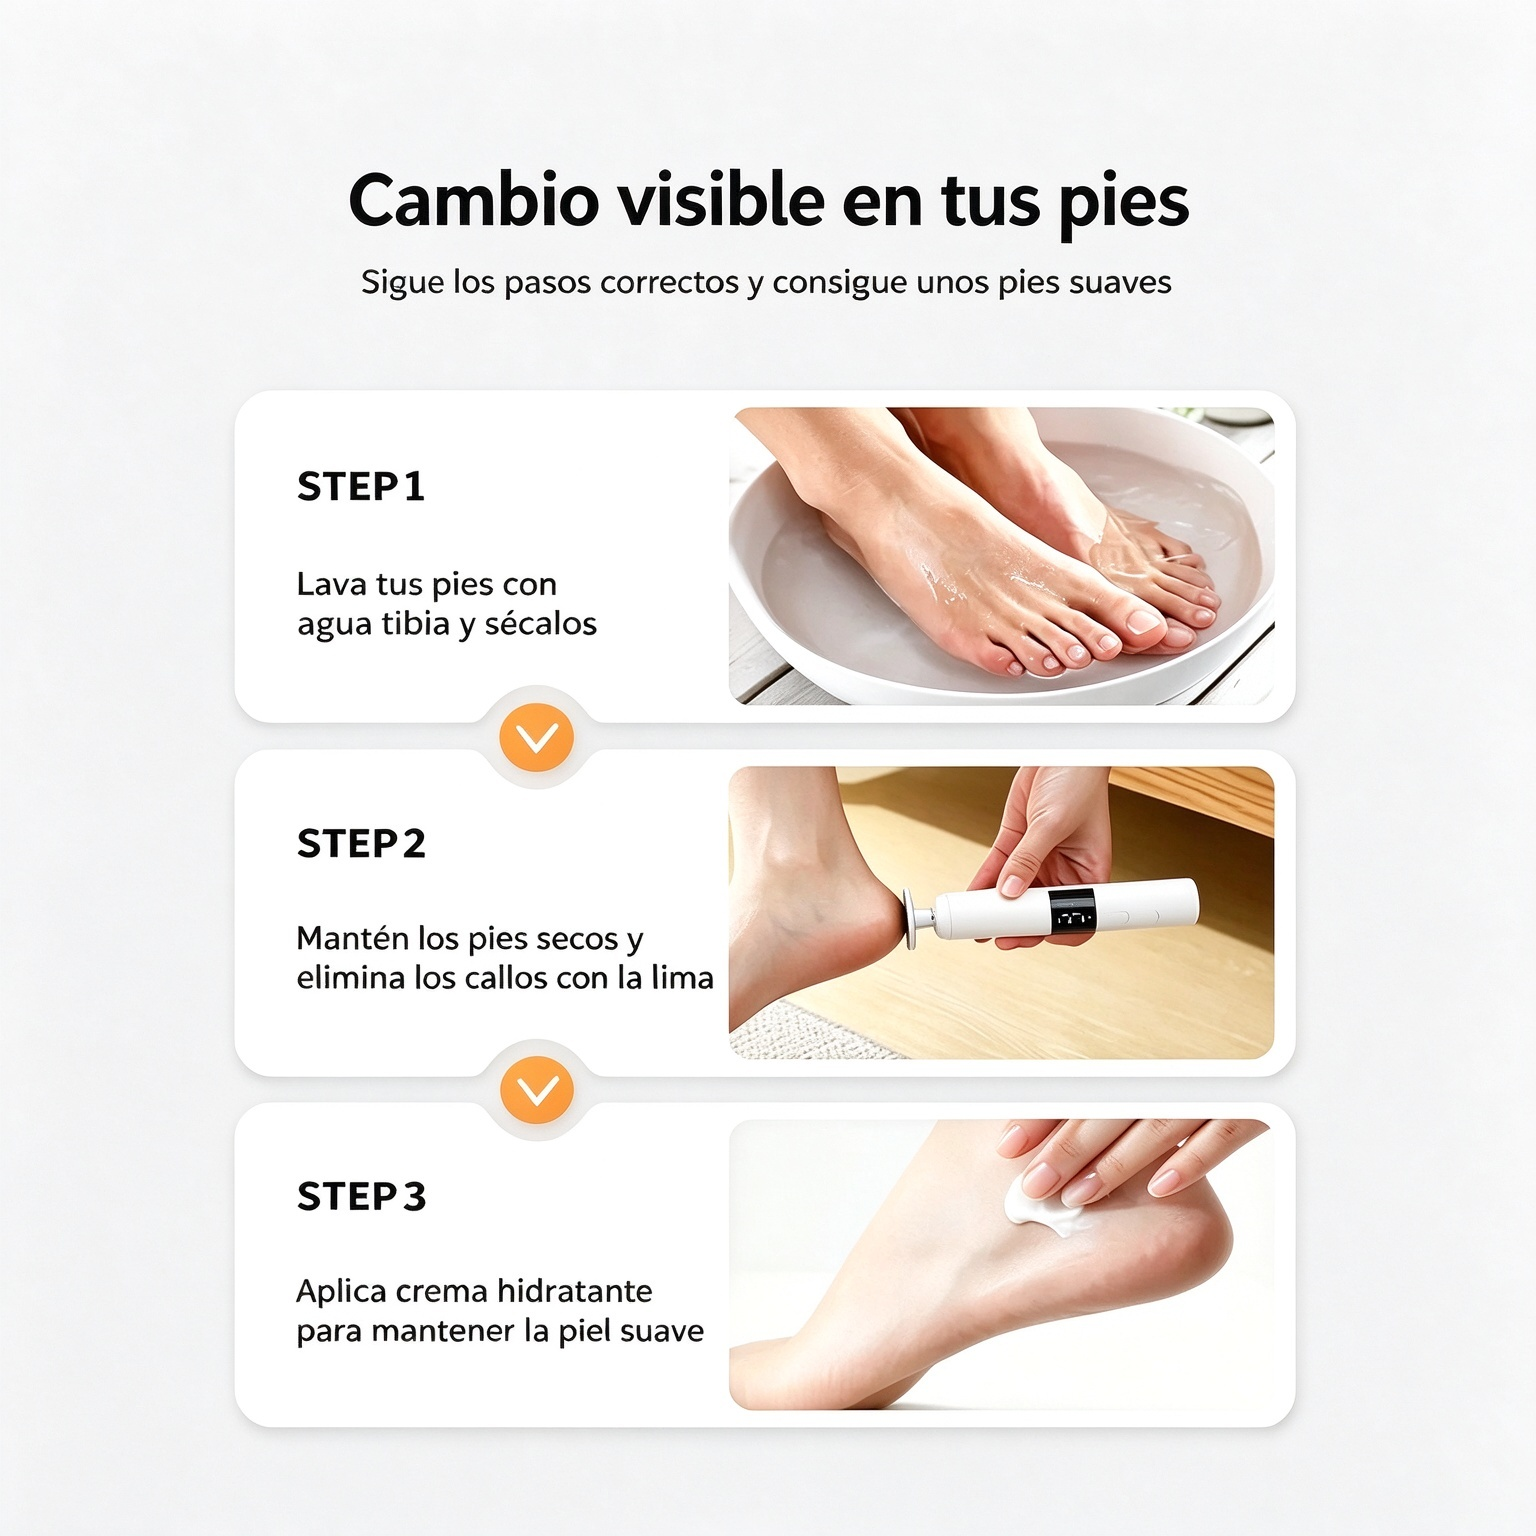 Cambio visible en tus pies
Sigue los pasos correctos y consigue unos pies suaves
STEP 1
Lava tus pies con
agua tibia y sécalos
STEP 2
Mantén los pies secos y
elimina los callos con la lima
STEP 3
Aplica crema hidratante
para mantener la piel suave